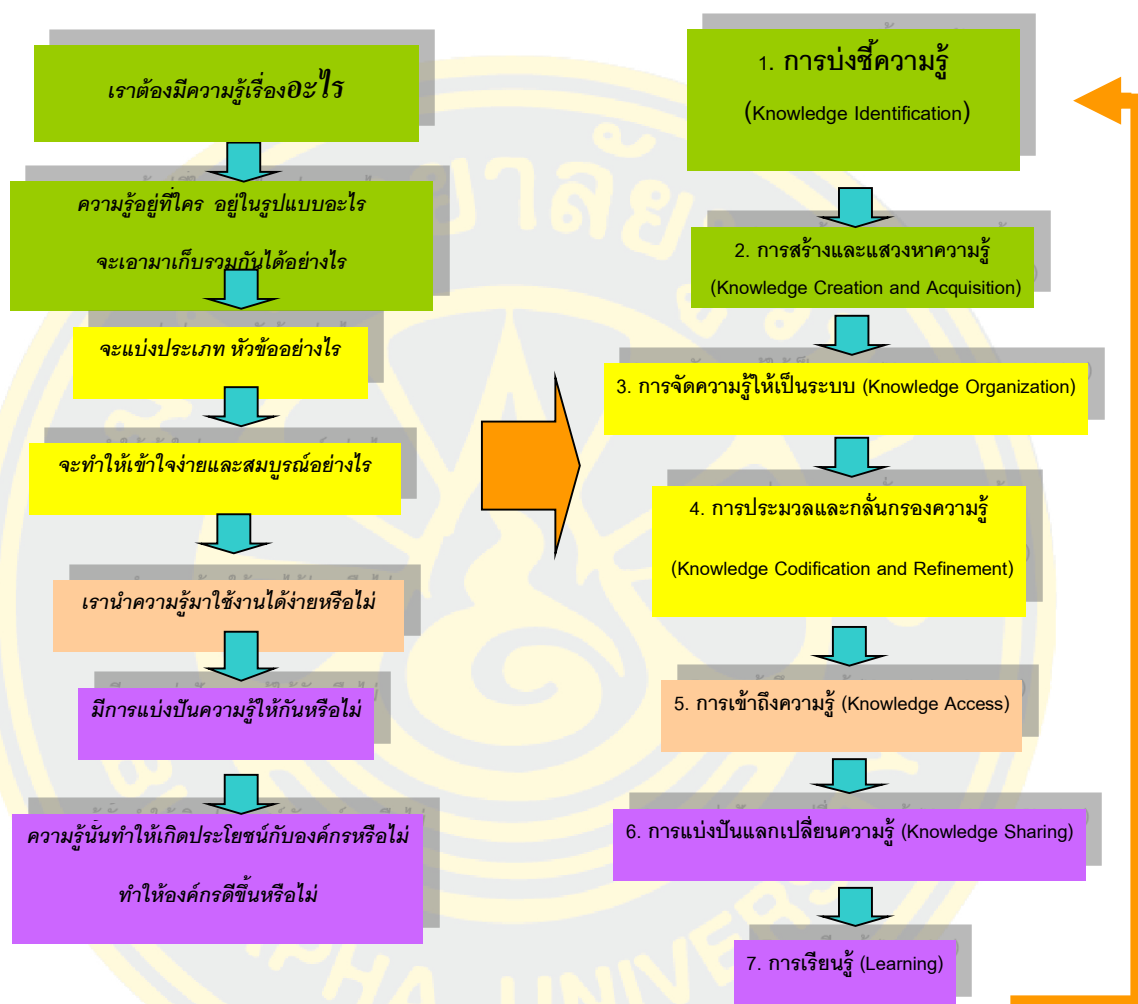 เราต้องมีความรู้เรื่องอะไร
ความรู้อยู่ที่ใคร อยู่ในรูปแบบอะไร
จะเอามาเก็บรวมกันได้อย่างไร
จะแบ่งประเภท หัวข้ออย่างไร
จะทำให้เข้าใจง่ายและสมบูรณ์อย่างไร
เรานำความรู้มาใช้งานได้ง่ายหรือไม่
มีการแบ่งปันความรู้ให้กันหรือไม่
ความรู้นั้นทำให้เกิดประโยชน์กับองค์กรหรือไม่
ทำให้องค์กรดีขึ้นหรือไม่
1. การบ่งชี้ความรู้
(Knowledge Identification)
2. การสร้างและแสวงหาความรู้
(Knowledge Creation and Acquisition)
3. การจัดความรู้ให้เป็นระบบ (Knowledge Organization)
4. การประมวลและกลั่นกรองความรู้
(Knowledge Codification and Refinement)
5. การเข้าถึงความรู้ (Knowledge Access)
6. การแบ่งปันแลกเปลี่ยนความรู้ (Knowledge Sharing)
7. การเรียนรู้ (Learning)